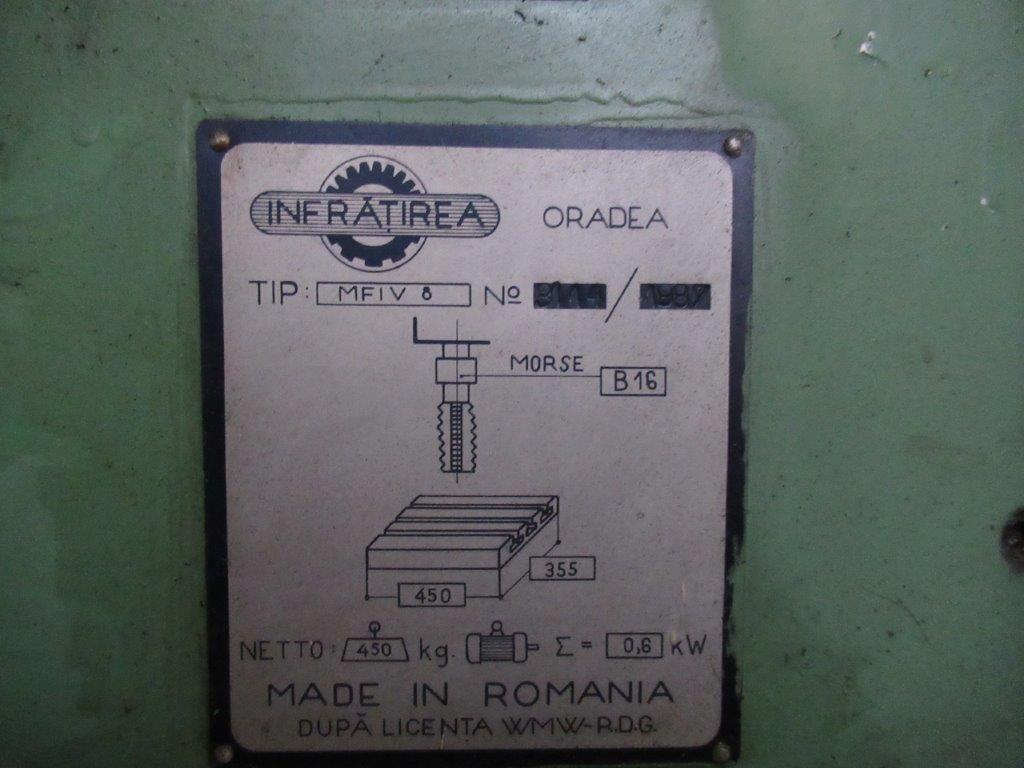 INFRĂȚIREA ORADEA
TIP: MFIV 8 Nº /
MORSE B16
355
450
NETTO: 450 kg. Σ = 0,6 kW
MADE IN ROMANIA
DUPĂ LICENTA WMW-R.D.G.